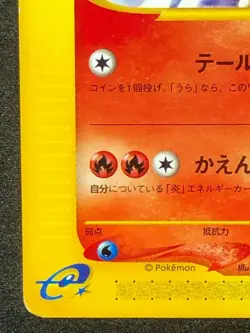 テール
コインを1回投げ、「うら」なら、この
かえん
自分についている「炎」エネルギーカー
弱点 抵抗力
© Pokémon Illu
e